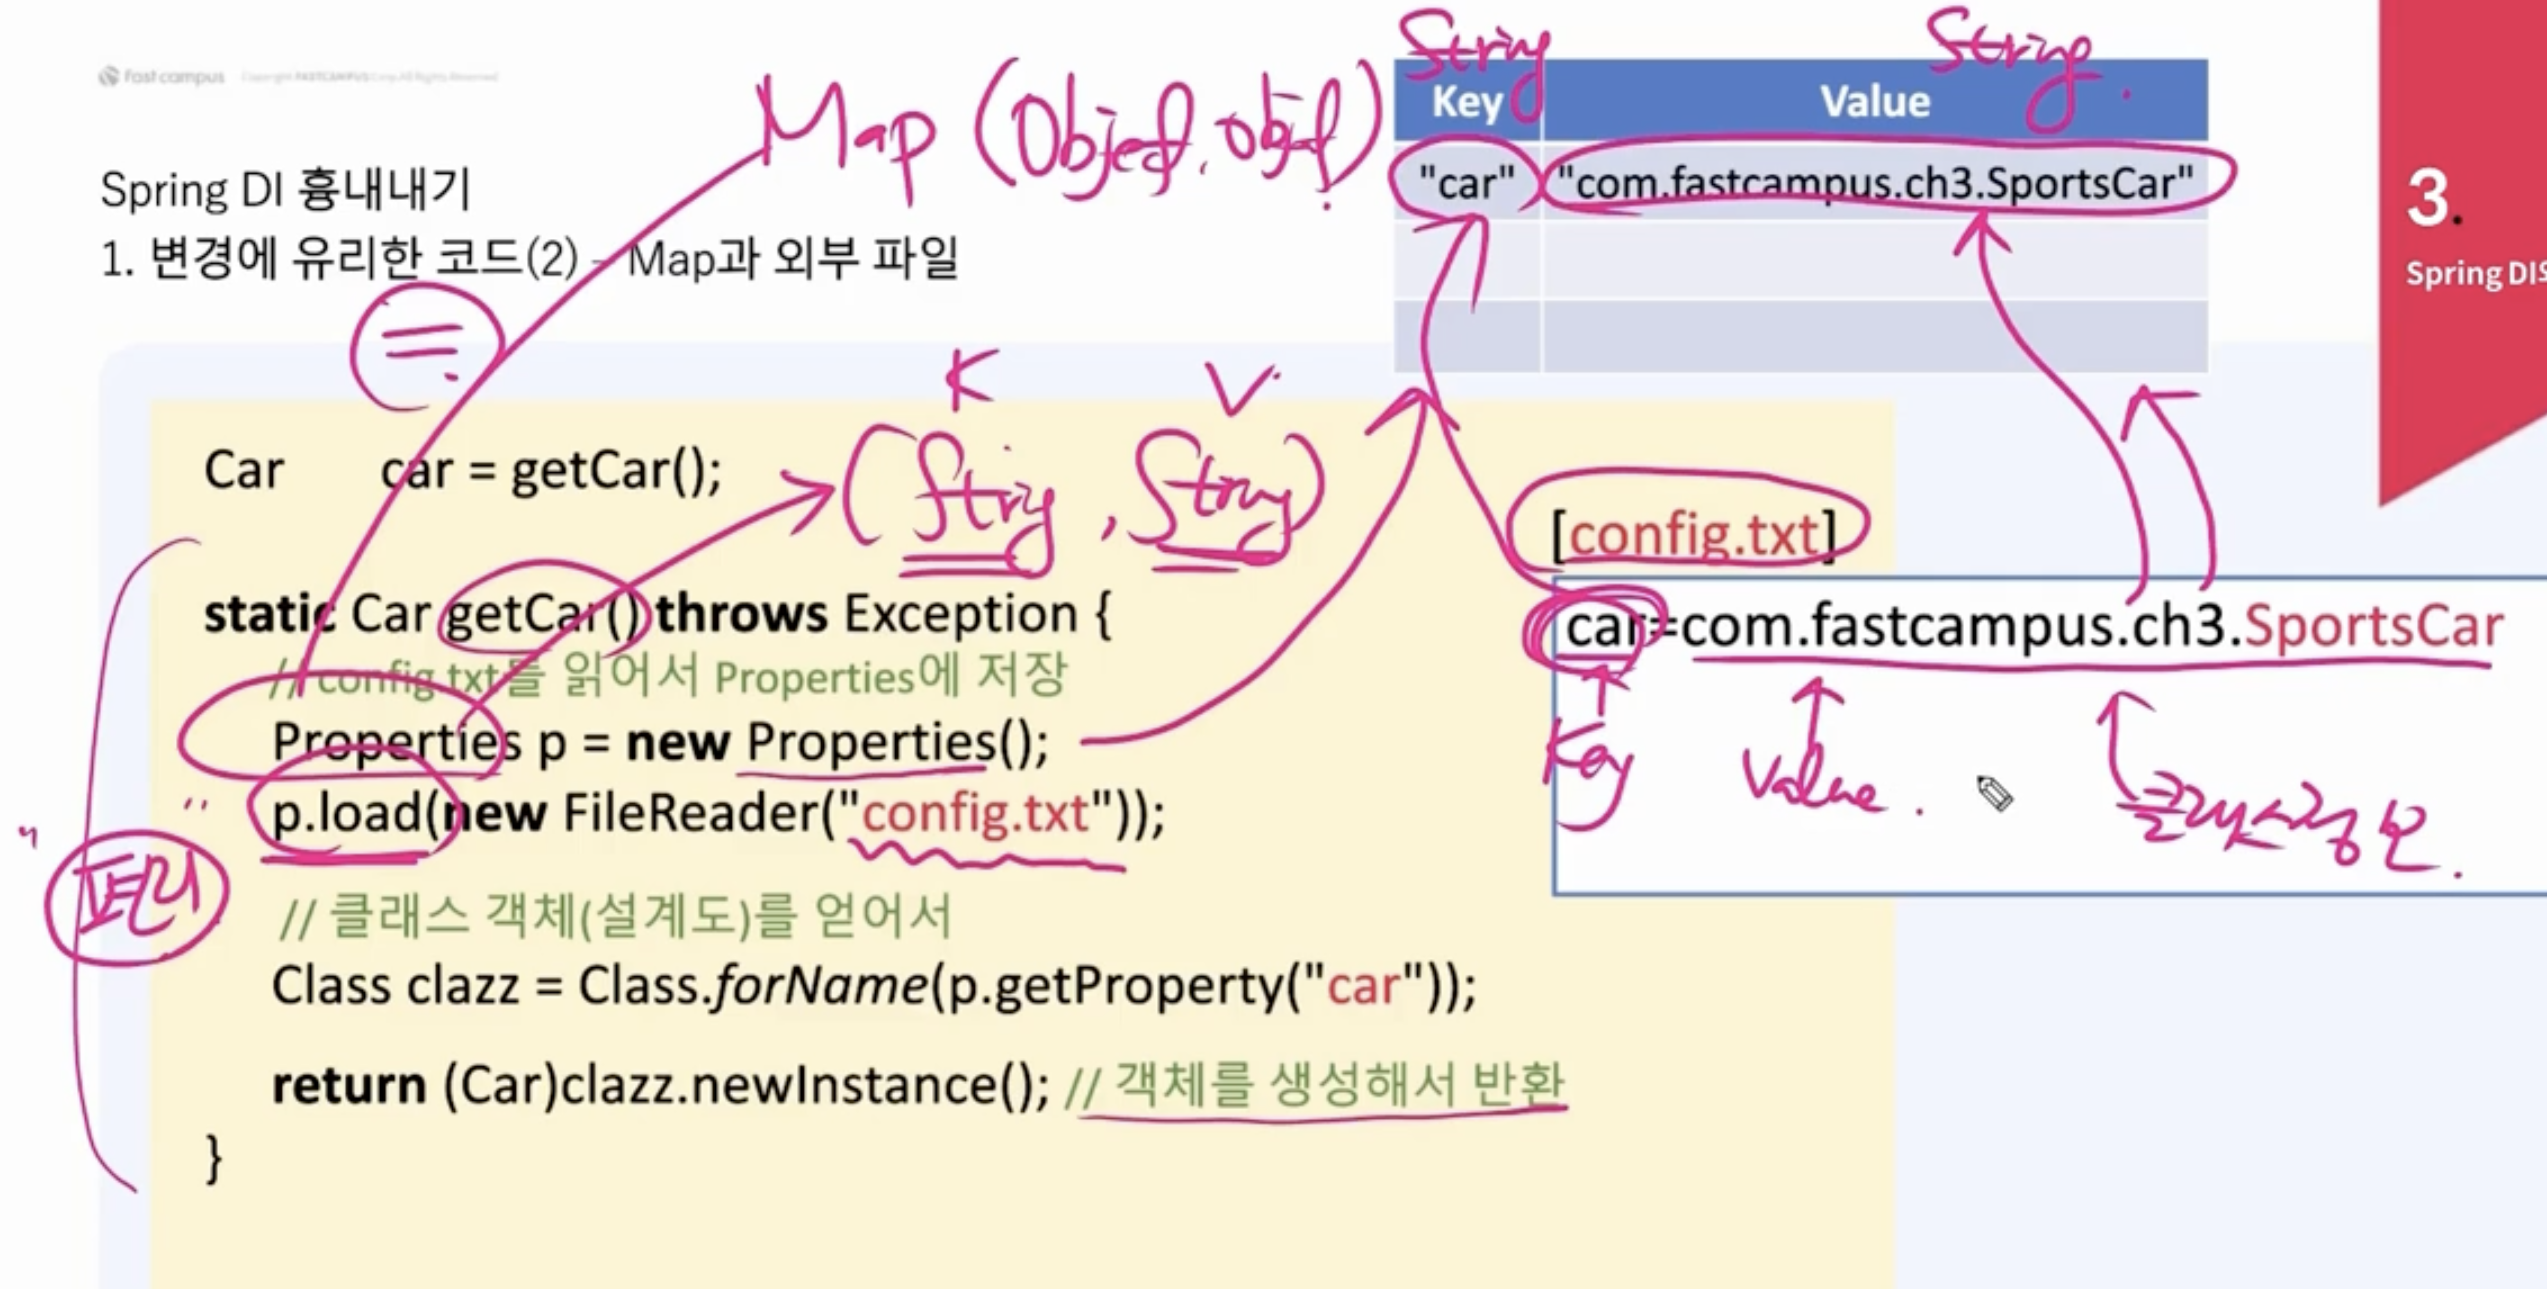 Fast campus Copyright FASTCAMPUS Corp. All Rights Reserved
Spring DI 흉내내기
1. 변경에 유리한 코드(2) – Map과 외부 파일
Map (Object, Obj)
String String
Key Value
"car" "com.fastcampus.ch3.SportsCar"
3.
Spring DI
=
K V
(String, String)
Car car = getCar();
static Car getCar() throws Exception {
// config.txt를 읽어서 Properties에 저장
Properties p = new Properties();
p.load(new FileReader("config.txt"));
// 클래스 객체(설계도)를 얻어서
Class clazz = Class.forName(p.getProperty("car"));
return (Car)clazz.newInstance(); // 객체를 생성해서 반환
}
[config.txt]
car=com.fastcampus.ch3.SportsCar
Key Value. 클래스정보.